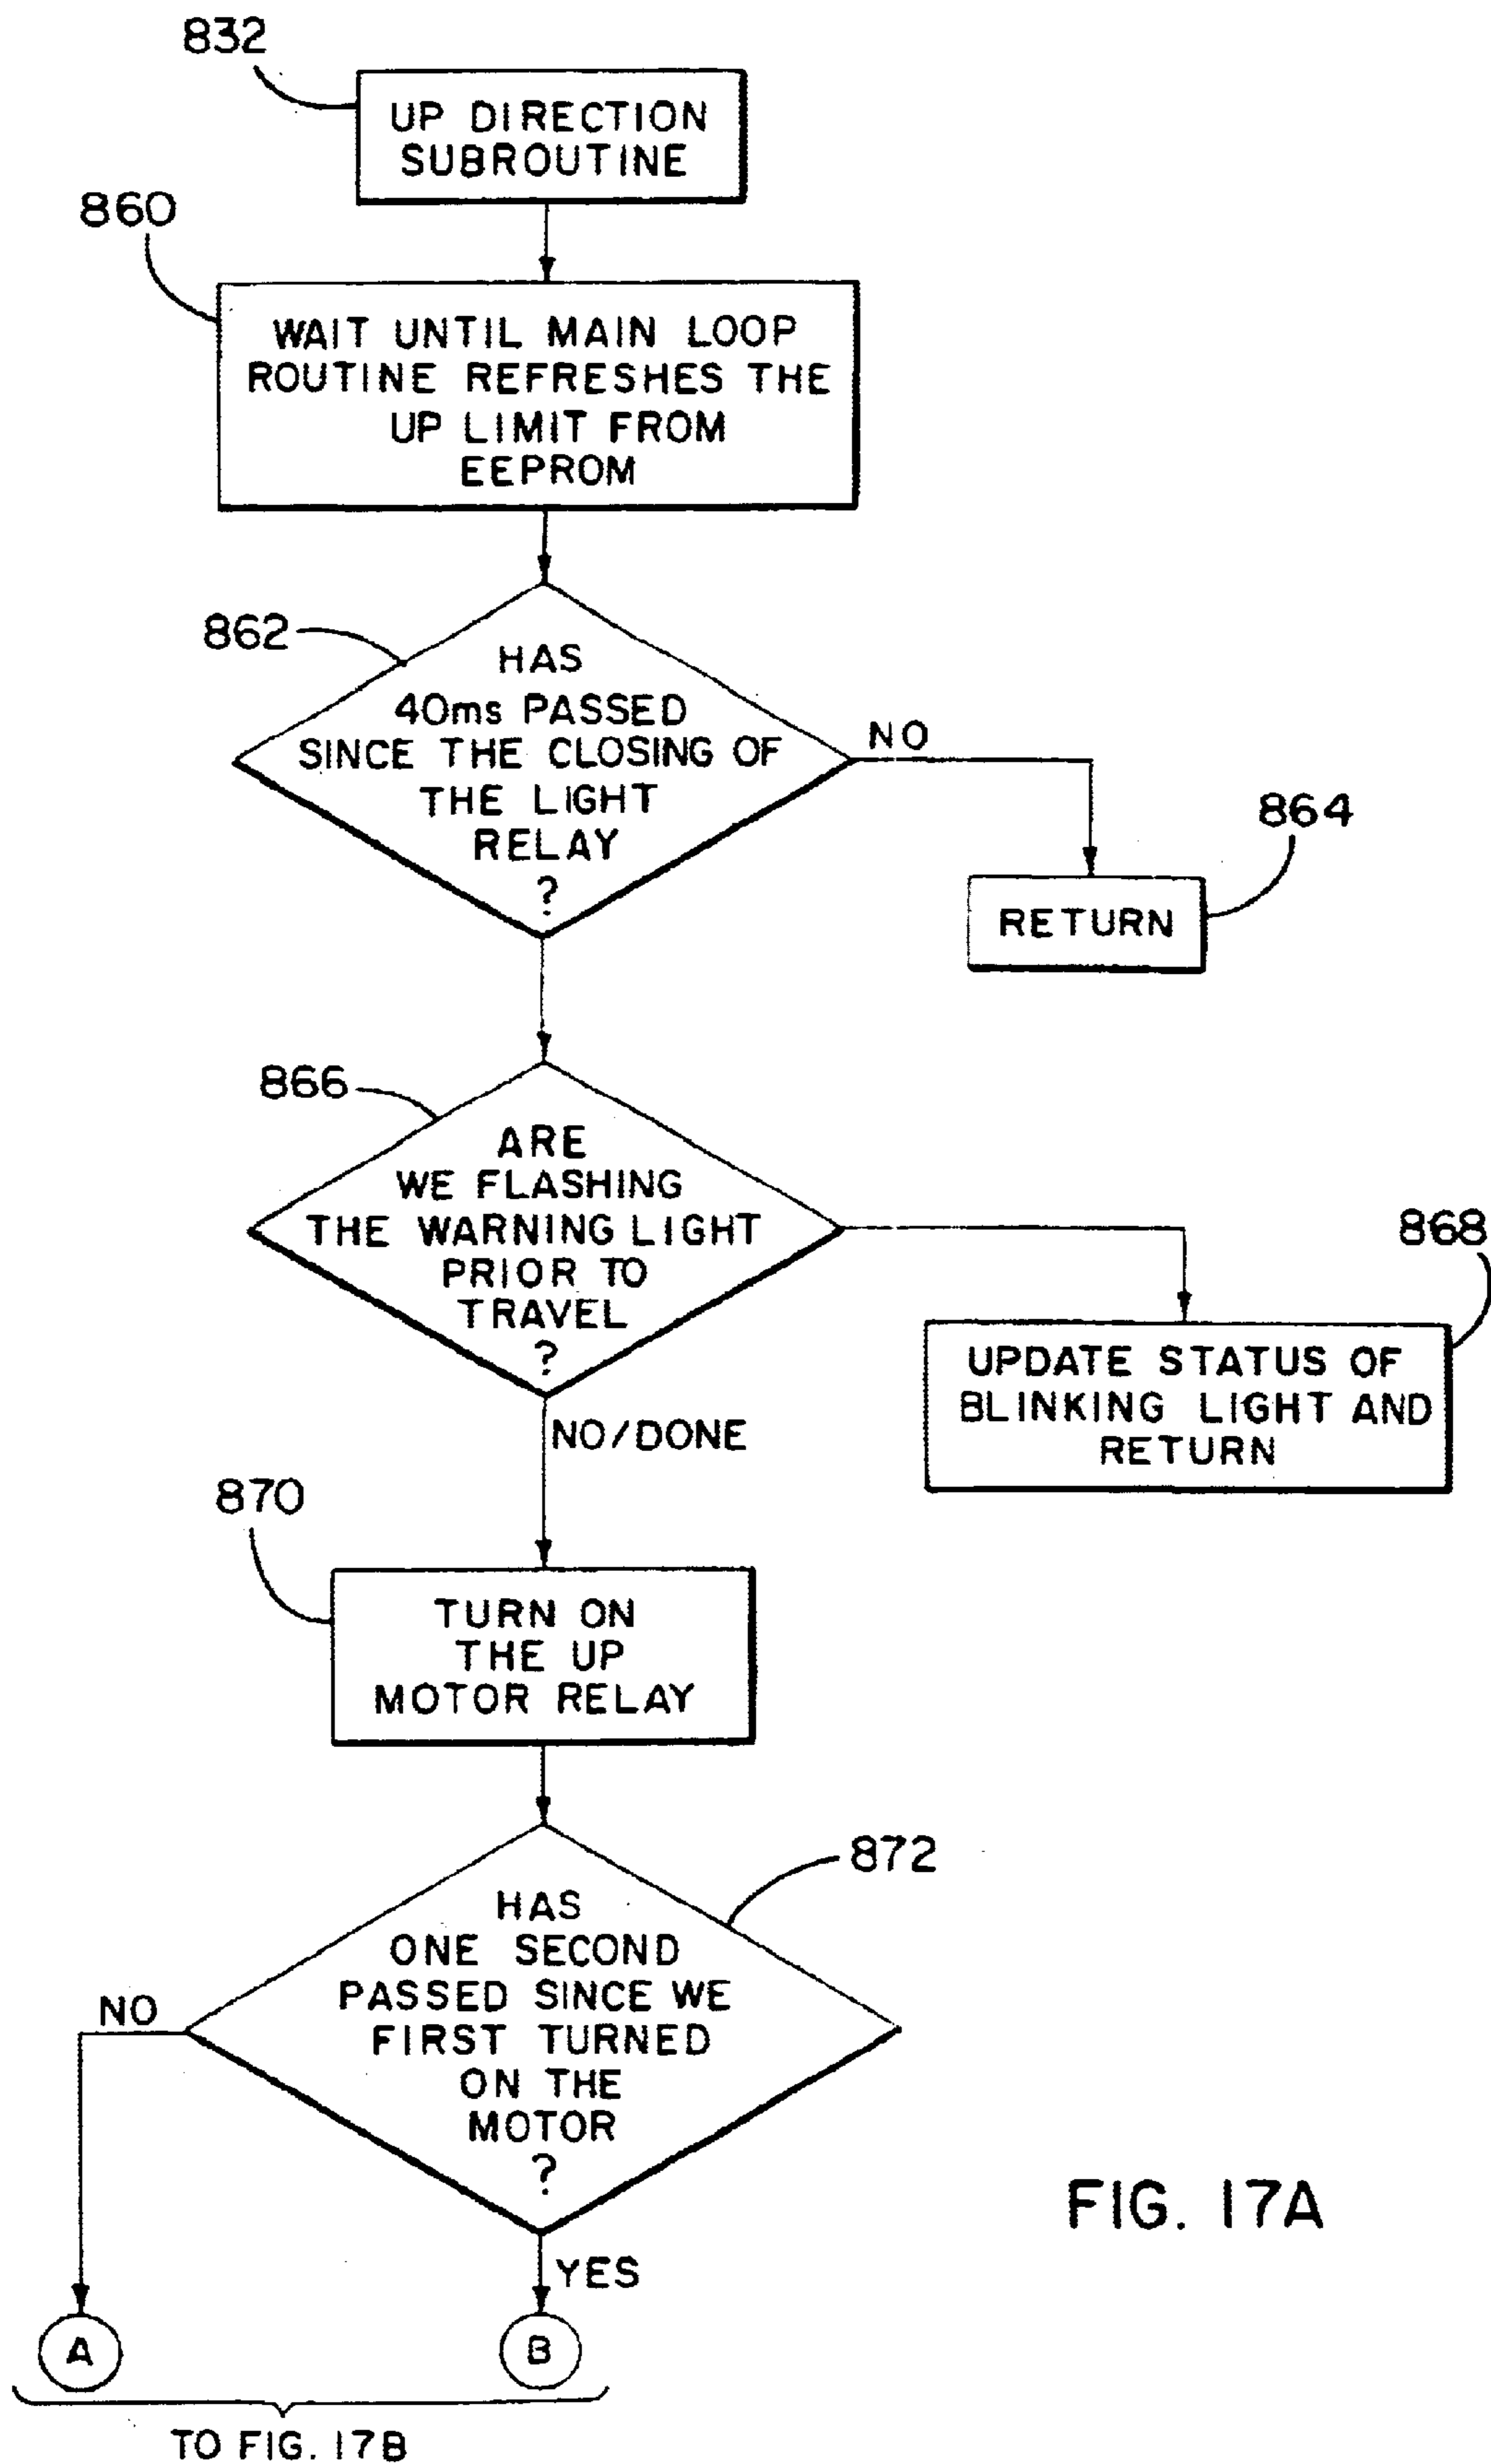 832
UP DIRECTION
SUBROUTINE
860
WAIT UNTIL MAIN LOOP
ROUTINE REFRESHES THE
UP LIMIT FROM
EEPROM
862
HAS
40ms PASSED
SINCE THE CLOSING OF
THE LIGHT
RELAY
?
NO
864
RETURN
866
ARE
WE FLASHING
THE WARNING LIGHT
PRIOR TO
TRAVEL
?
868
UPDATE STATUS OF
BLINKING LIGHT AND
RETURN
NO/DONE
870
TURN ON
THE UP
MOTOR RELAY
872
HAS
ONE SECOND
PASSED SINCE WE
FIRST TURNED
ON THE
MOTOR
?
NO
YES
A
B
TO FIG. 17B
FIG. 17A